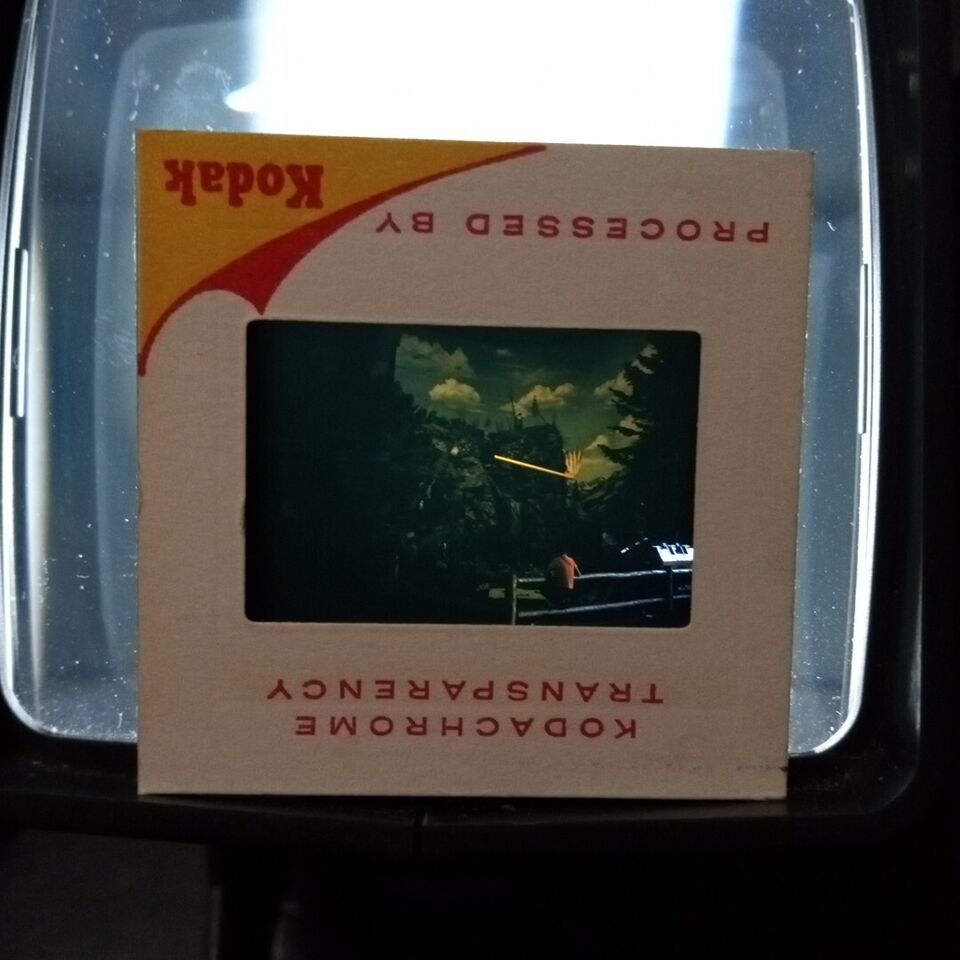 KODACHROME
TRANSPARENCY
PROCESSED BY
Kodak